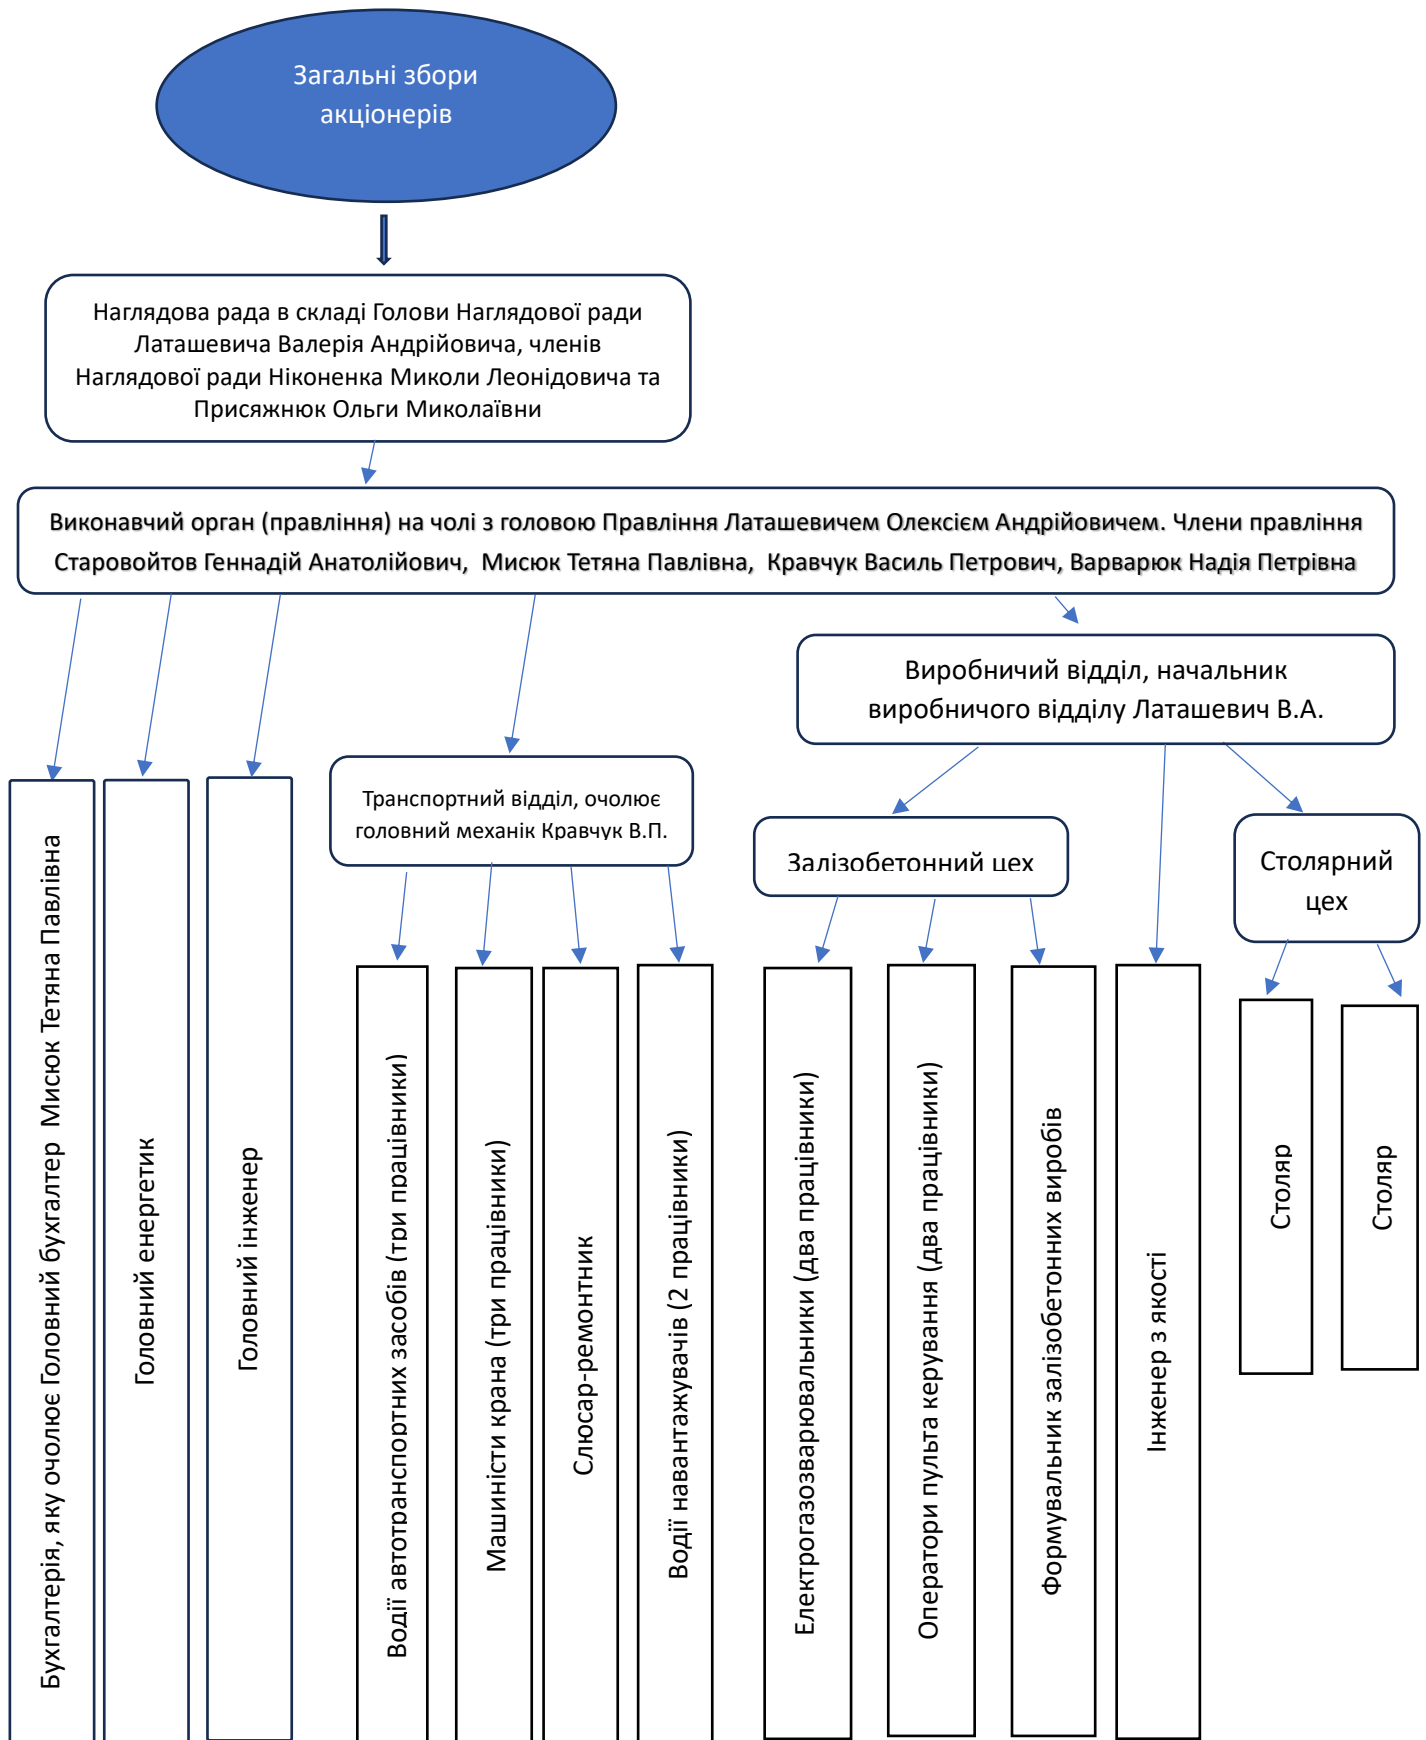 Загальні збори
акціонерів
Наглядова рада в складі Голови Наглядової ради
Латашевича Валерія Андрійовича, членів
Наглядової ради Ніконенка Миколи Леонідовича та
Присяжнюк Ольги Миколаївни
Виконавчий орган (правління) на чолі з головою Правління Латашевичем Олексієм Андрійовичем. Члени правління
Старовойтов Геннадій Анатолійович, Мисюк Тетяна Павлівна, Кравчук Василь Петрович, Варварюк Надія Петрівна
Виробничий відділ, начальник
виробничого відділу Латашевич В.А.
Транспортний відділ, очолює
головний механік Кравчук В.П.
Залізобетонний цех
Столярний
цех
Бухгалтерія, яку очолює Головний бухгалтер Мисюк Тетяна Павлівна
Головний енергетик
Головний інженер
Водії автотранспортних засобів (три працівники)
Машиністи крана (три працівники)
Слюсар-ремонтник
Водії навантажувачів (2 працівники)
Електрогазозварювальники (два працівники)
Оператори пульта керування (два працівники)
Формувальник залізобетонних виробів
Інженер з якості
Столяр
Столяр